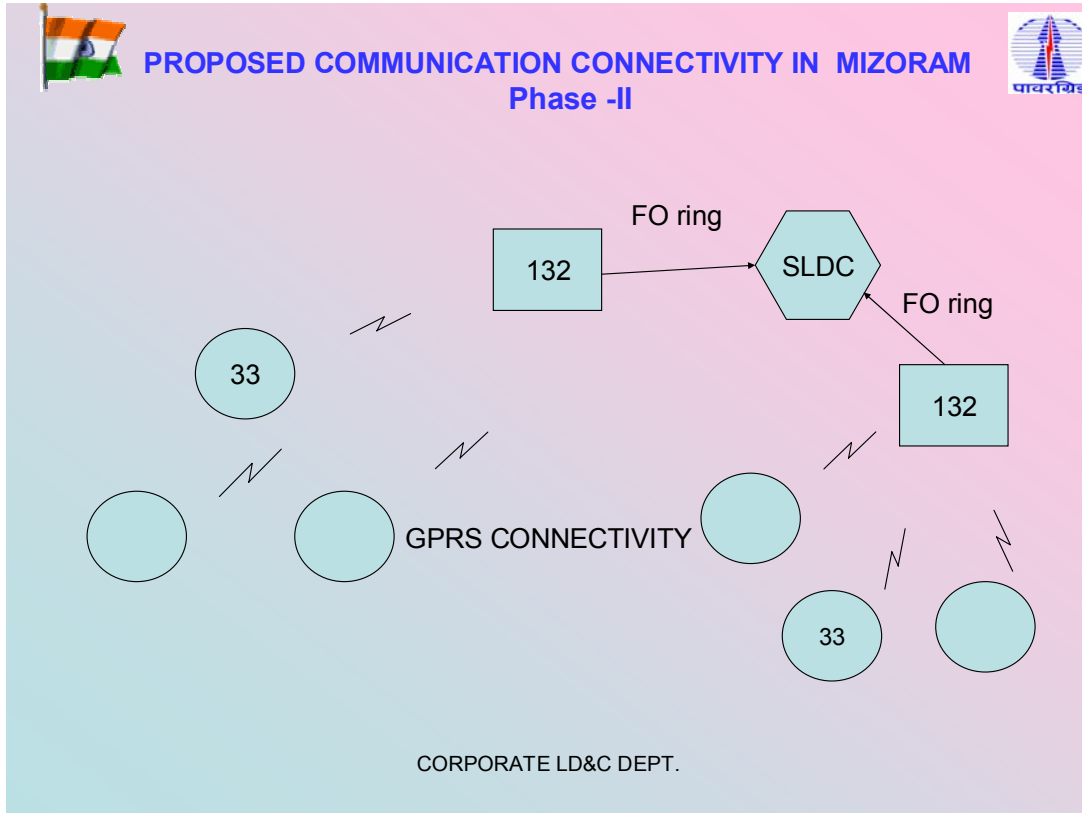 PROPOSED COMMUNICATION CONNECTIVITY IN MIZORAM
Phase -II
पावरग्रिड
FO ring
132
SLDC
FO ring
33
132
GPRS CONNECTIVITY
33
CORPORATE LD&C DEPT.